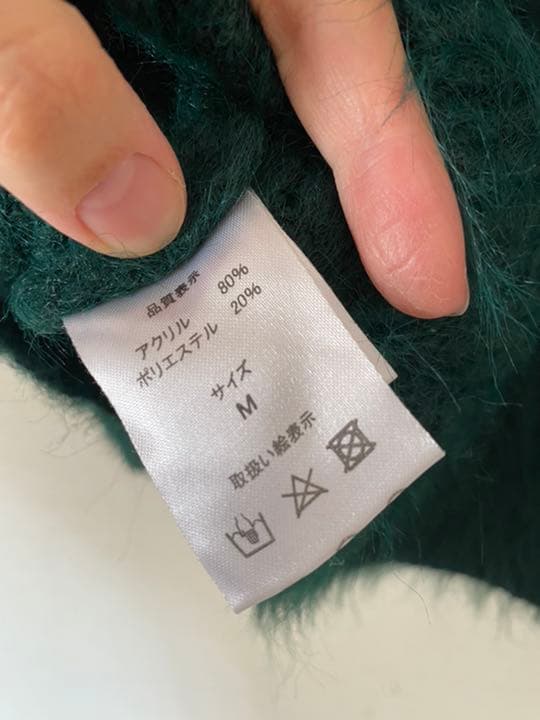 品質表示
アクリル 80%
ポリエステル 20%
サイズ
M
取扱い絵表示